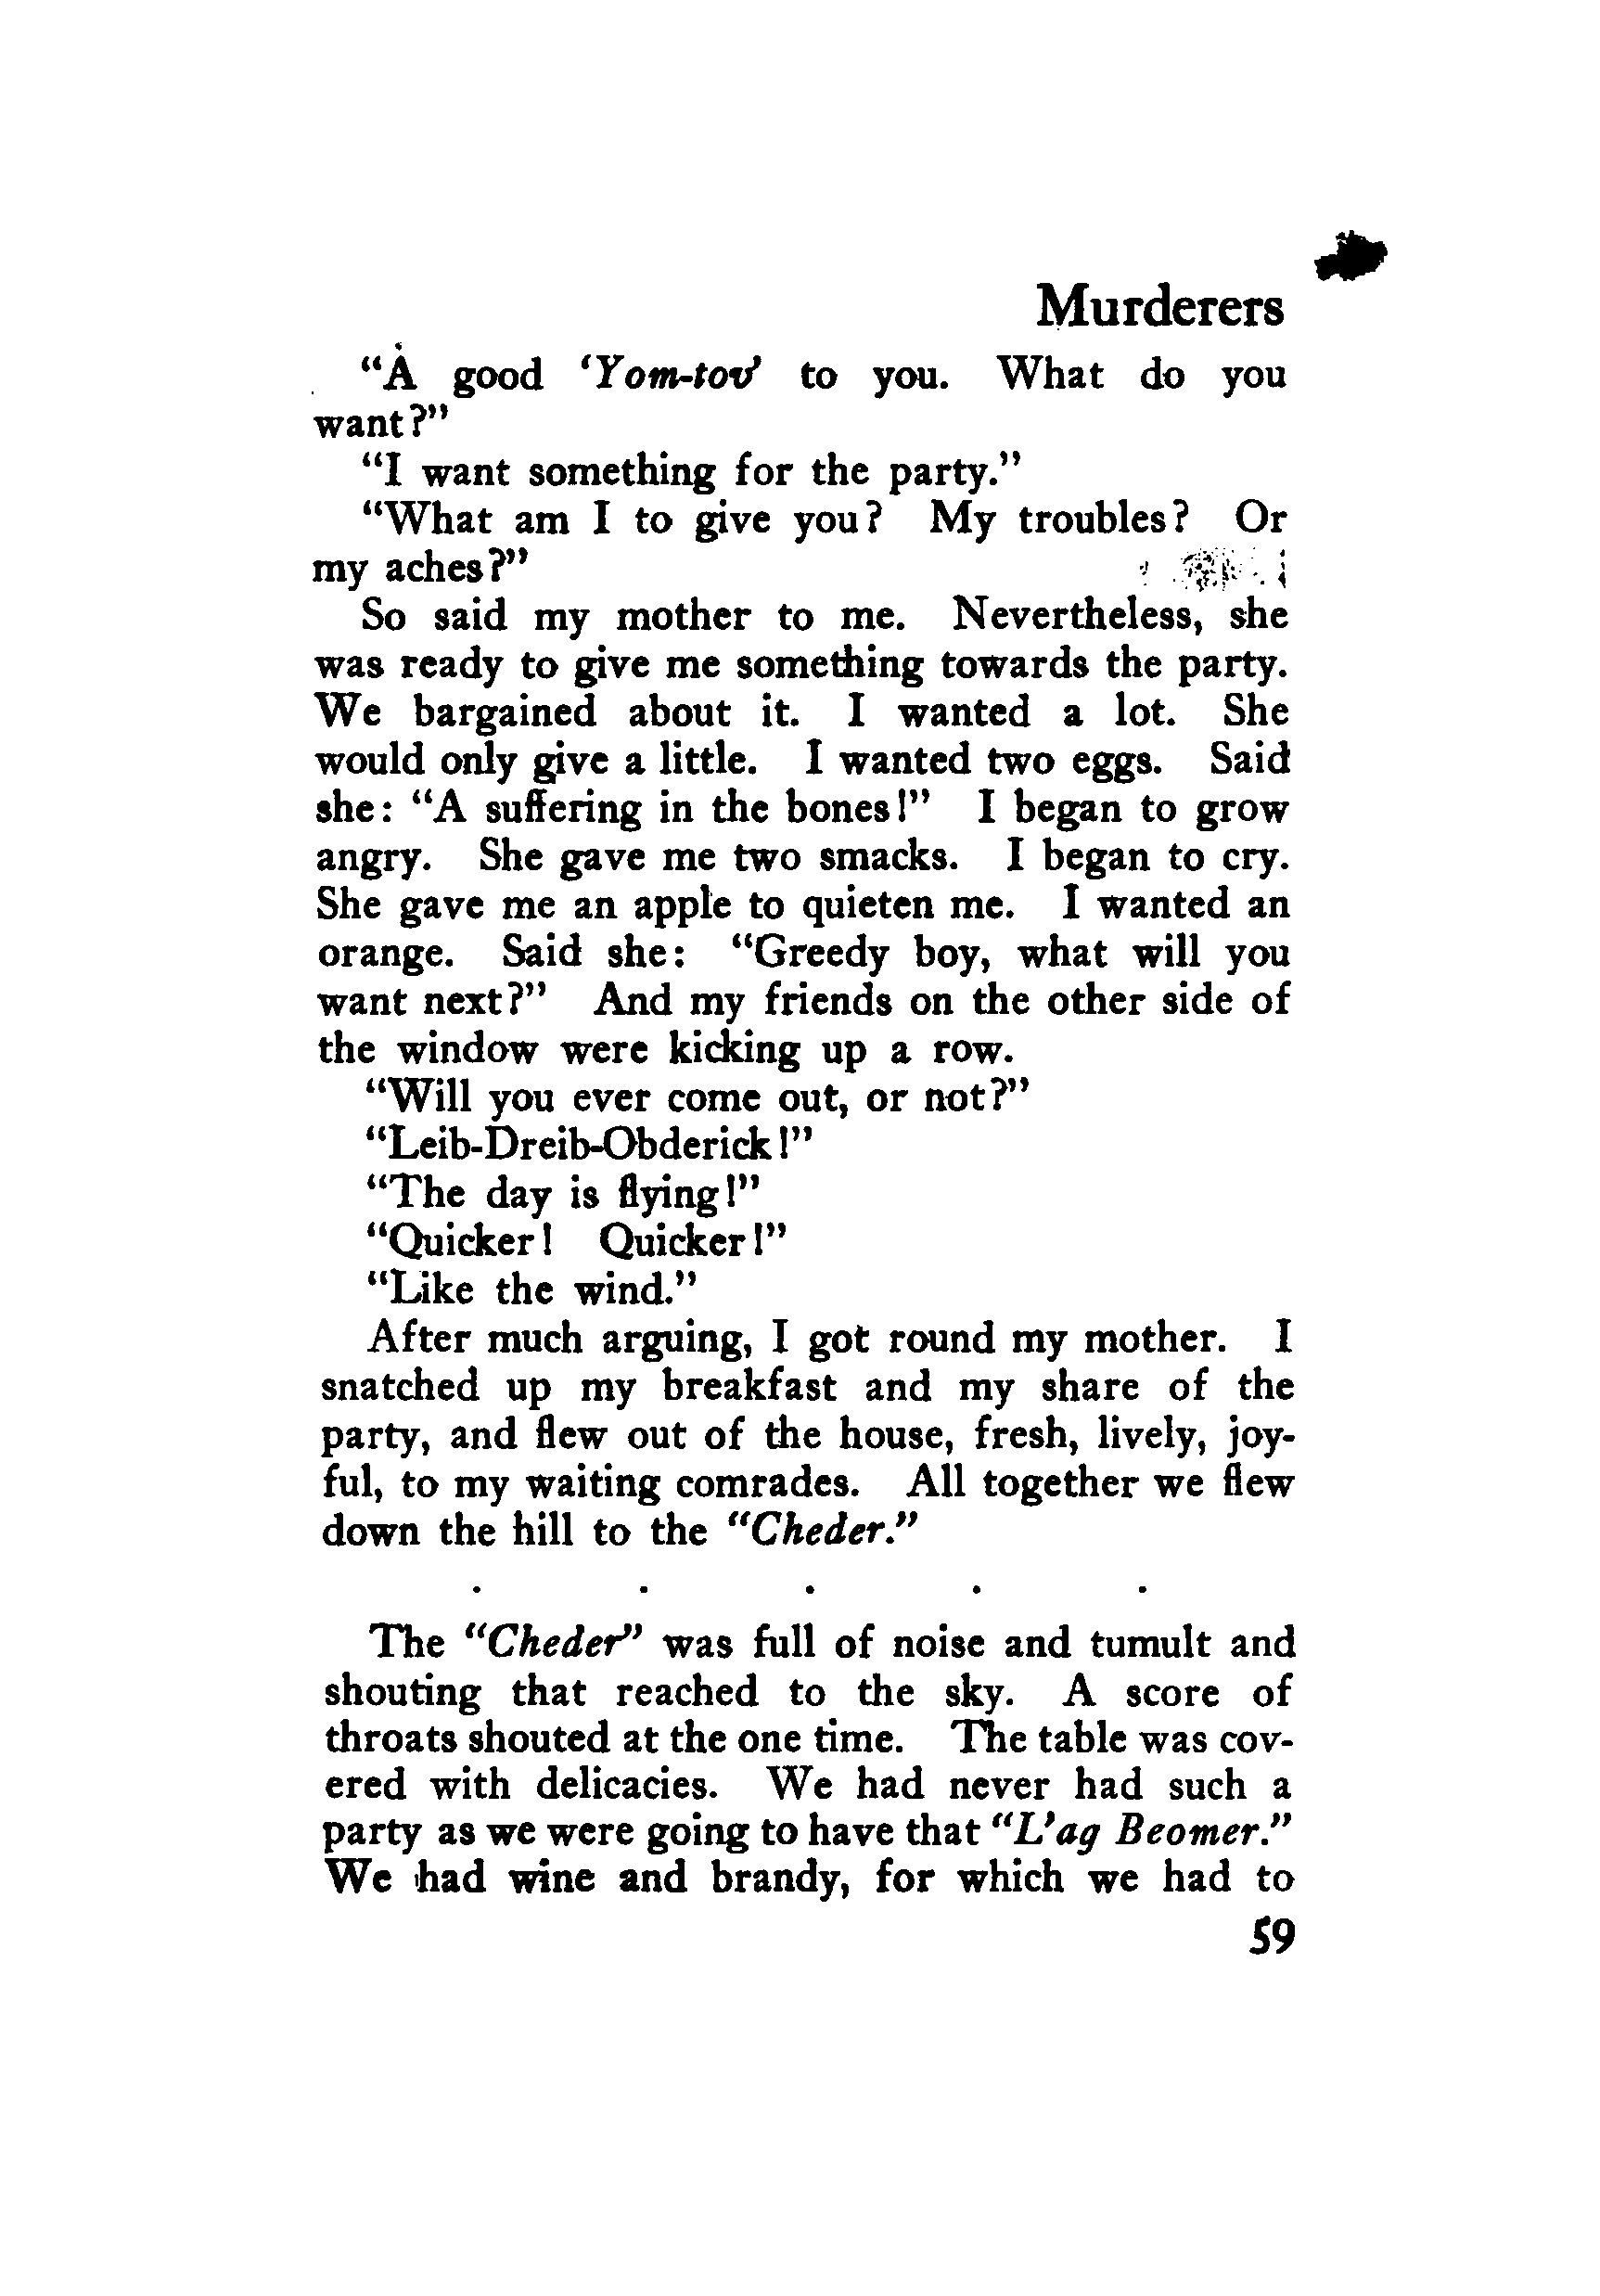 Murderers
“A good ‘Yom-tov’ to you. What do you
want?”
“I want something for the party.”
“What am I to give you? My troubles? Or
my aches?”
So said my mother to me. Nevertheless, she
was ready to give me something towards the party.
We bargained about it. I wanted a lot. She
would only give a little. I wanted two eggs. Said
she: “A suffering in the bones!” I began to grow
angry. She gave me two smacks. I began to cry.
She gave me an apple to quieten me. I wanted an
orange. Said she: “Greedy boy, what will you
want next?” And my friends on the other side of
the window were kicking up a row.
“Will you ever come out, or not?”
“Leib-Dreib-Obderick!”
“The day is flying!”
“Quicker! Quicker!”
“Like the wind.”
After much arguing, I got round my mother. I
snatched up my breakfast and my share of the
party, and flew out of the house, fresh, lively, joy-
ful, to my waiting comrades. All together we flew
down the hill to the “Cheder.”
. . . . .
The “Cheder” was full of noise and tumult and
shouting that reached to the sky. A score of
throats shouted at the one time. The table was cov-
ered with delicacies. We had never had such a
party as we were going to have that “L’ag Beomer.”
We had wine and brandy, for which we had to
59